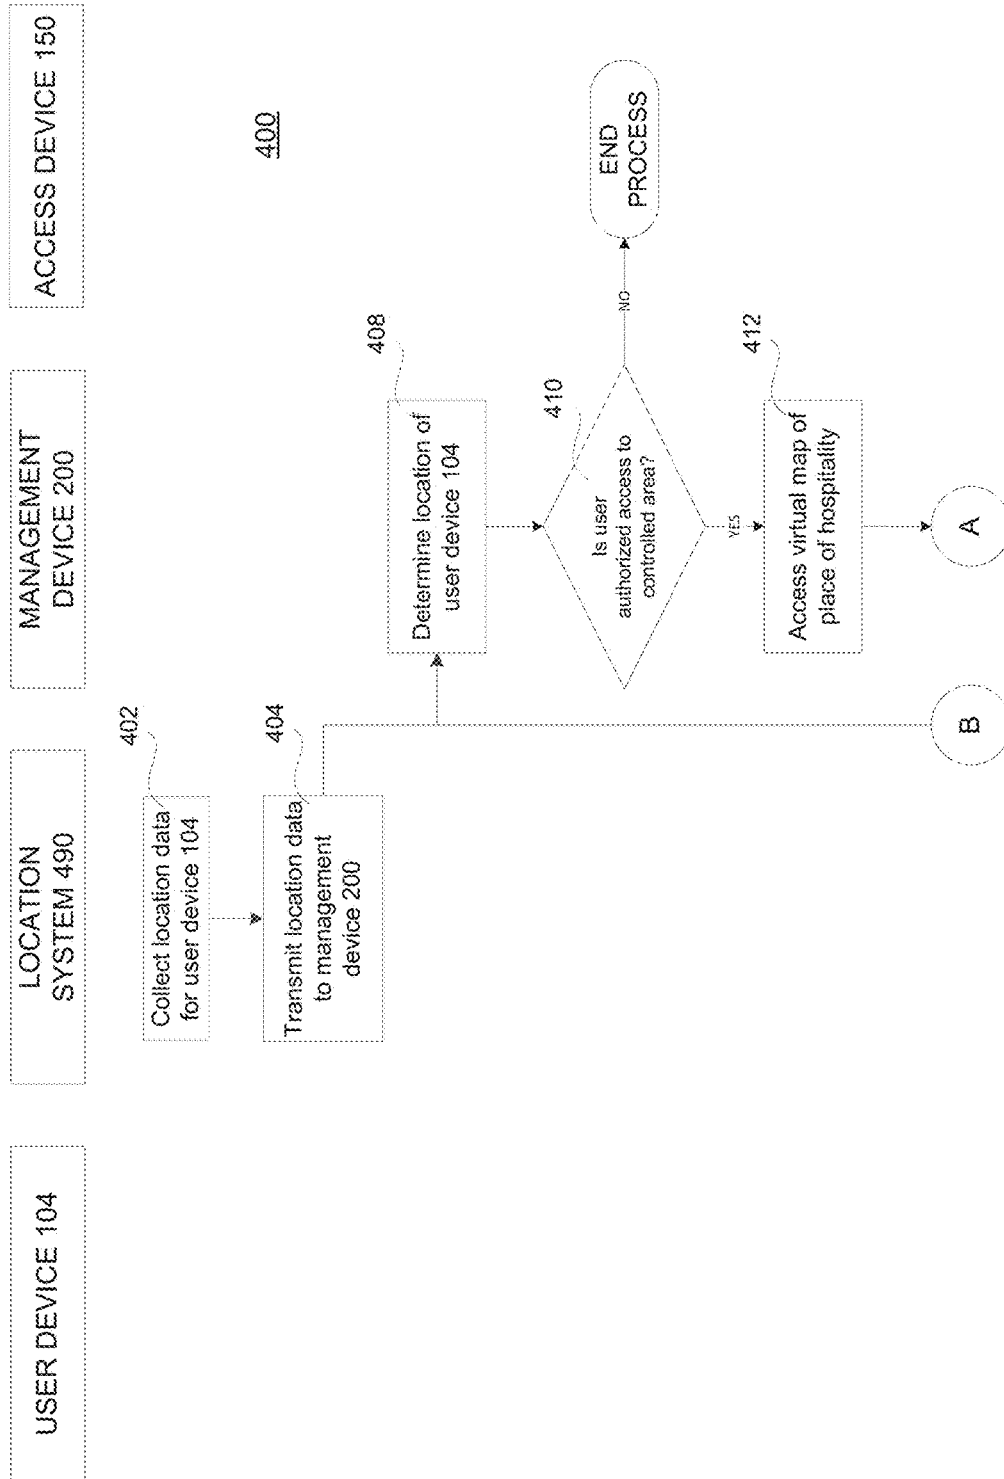 USER DEVICE 104
LOCATION
SYSTEM 490
MANAGEMENT
DEVICE 200
ACCESS DEVICE 150
400
402
Collect location data
for user device 104
404
Transmit location data
to management
device 200
408
Determine location of
user device 104
410
Is user
authorized access to
controlled area?
NO
END
PROCESS
YES
412
Access virtual map of
place of hospitality
B
A